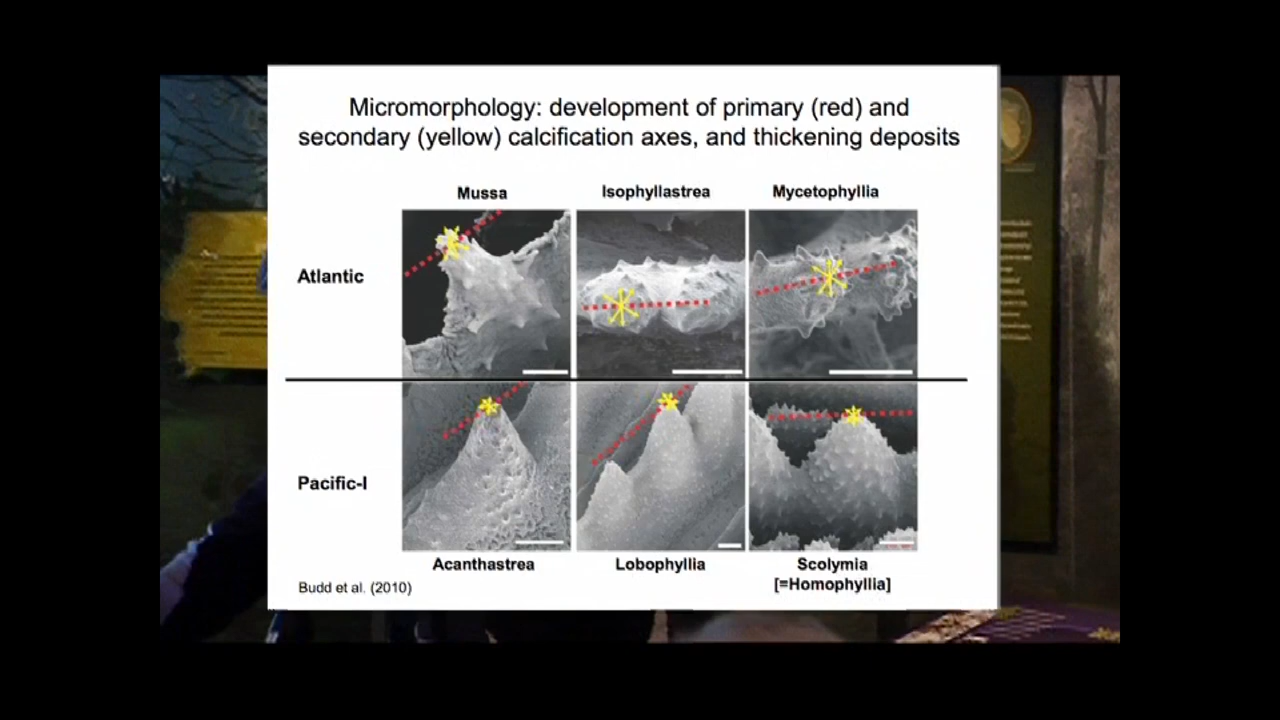 Micromorphology: development of primary (red) and
secondary (yellow) calcification axes, and thickening deposits
Mussa
Isophyllastrea
Mycetophyllia
Atlantic
Pacific-I
Acanthastrea
Lobophyllia
Scolymia
[≡Homophyllia]
Budd et al. (2010)